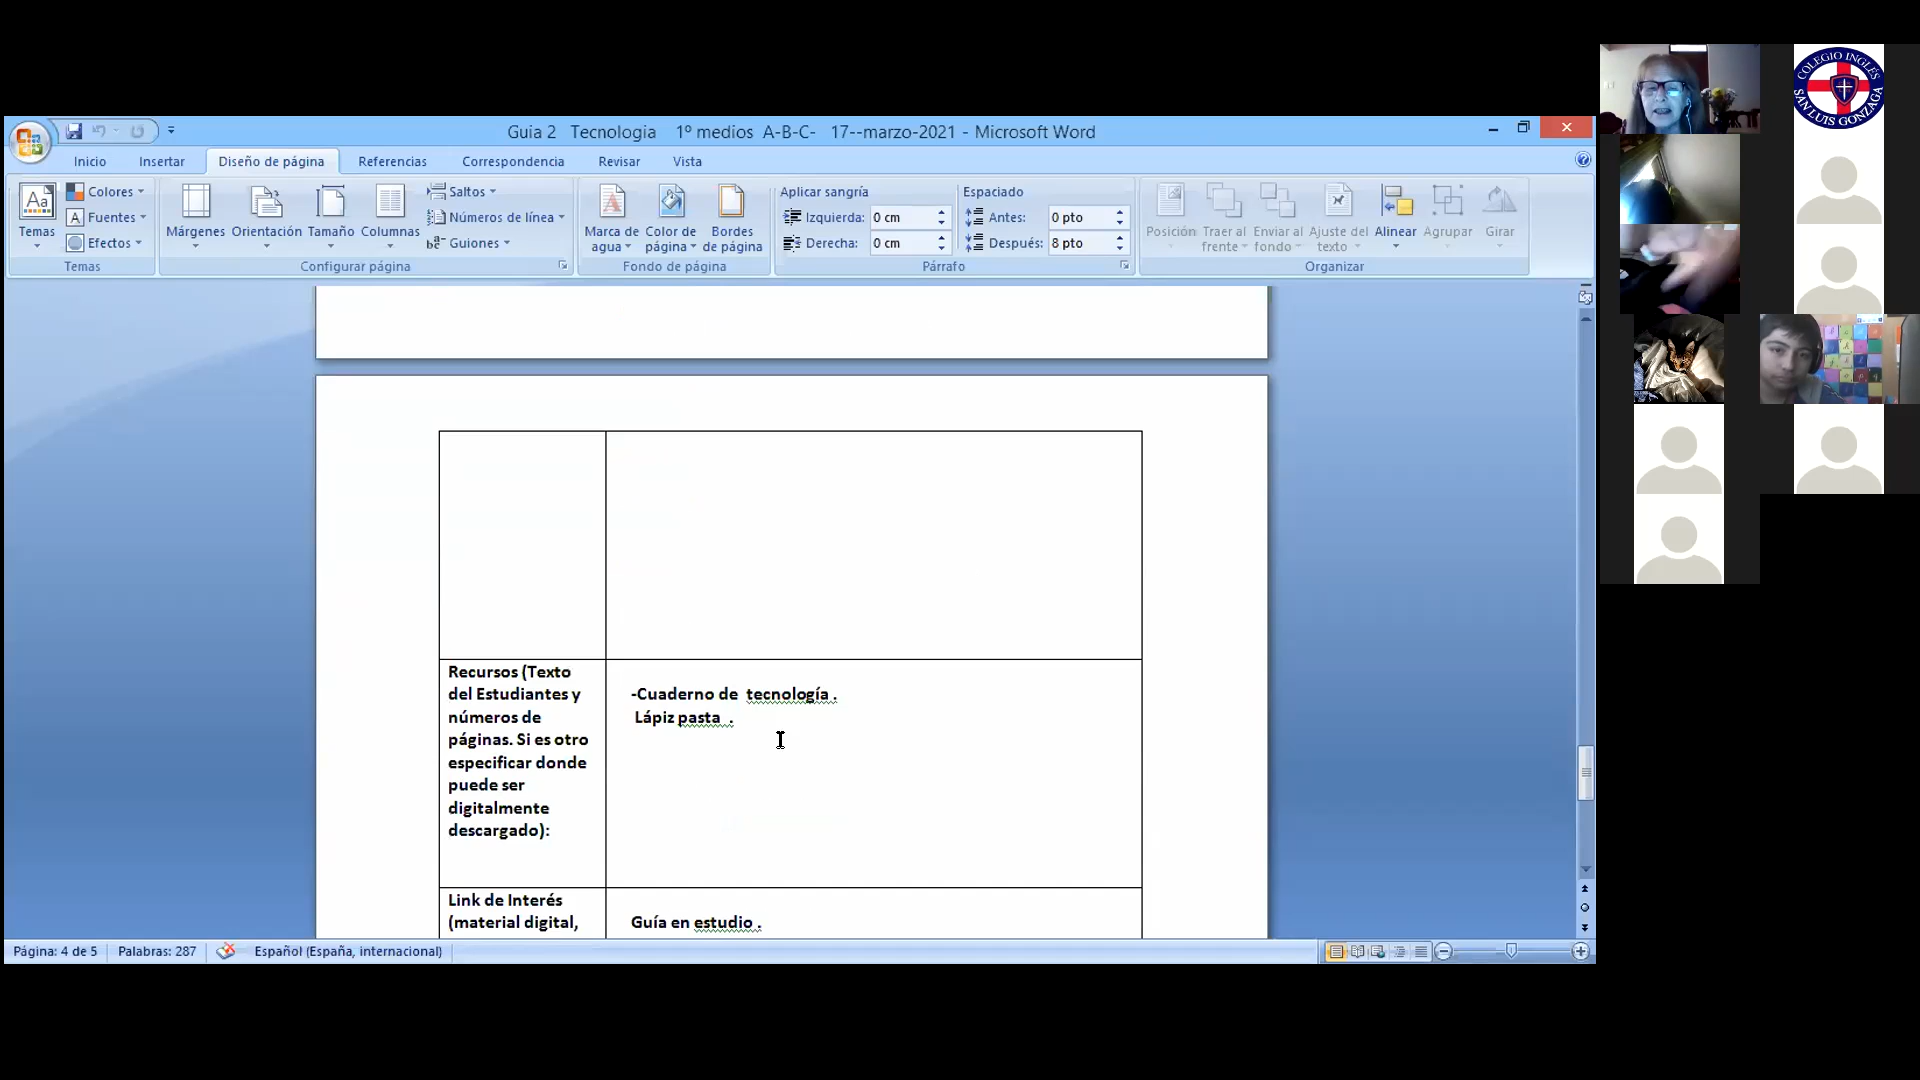 Guia 2   Tecnologia    1º medios  A-B-C-   17--marzo-2021 - Microsoft Word
Inicio Insertar Diseño de página Referencias Correspondencia Revisar Vista
Temas
Colores
Fuentes
Efectos
Temas
Márgenes
Orientación
Tamaño
Columnas
Saltos
Números de línea
Guiones
Configurar página
Marca de agua
Color de página
Bordes de página
Fondo de página
Aplicar sangría
Izquierda: 0 cm
Derecha: 0 cm
Espaciado
Antes: 0 pto
Después: 8 pto
Párrafo
Posición
Traer al frente
Enviar al fondo
Ajuste del texto
Alinear
Agrupar
Girar
Organizar
Recursos (Texto
del Estudiantes y
números de
páginas. Si es otro
especificar donde
puede ser
digitalmente
descargado):
-Cuaderno de  tecnología .
Lápiz pasta  .
Link de Interés
(material digital,
Guía en estudio .
Página: 4 de 5 Palabras: 287 Español (España, internacional)
COLEGIO INGLÉS
SAN LUIS GONZAGA